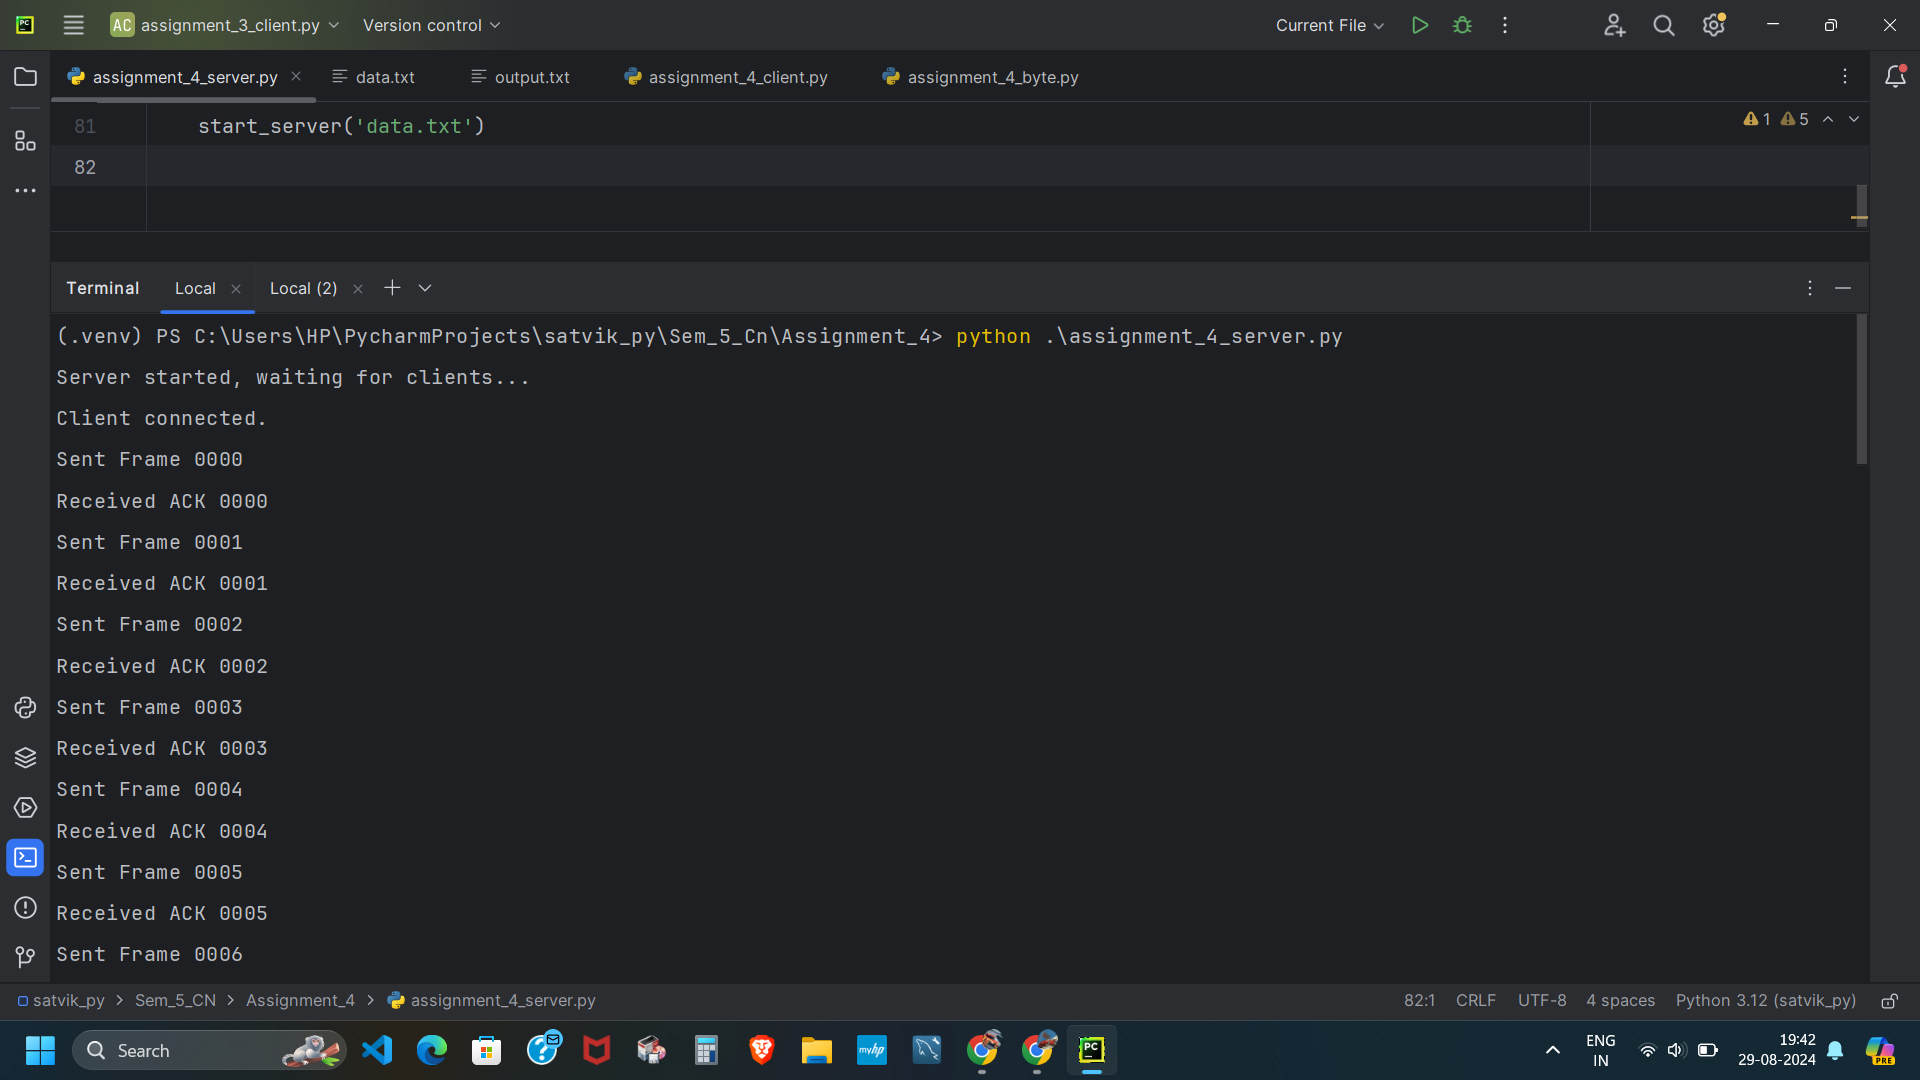 AC assignment_3_client.py Version control Current File
assignment_4_server.py data.txt output.txt assignment_4_client.py assignment_4_byte.py
81 start_server('data.txt') 1 5
82
Terminal Local Local (2)
(.venv) PS C:\Users\HP\PycharmProjects\satvik_py\Sem_5_Cn\Assignment_4> python .\assignment_4_server.py
Server started, waiting for clients...
Client connected.
Sent Frame 0000
Received ACK 0000
Sent Frame 0001
Received ACK 0001
Sent Frame 0002
Received ACK 0002
Sent Frame 0003
Received ACK 0003
Sent Frame 0004
Received ACK 0004
Sent Frame 0005
Received ACK 0005
Sent Frame 0006
satvik_py > Sem_5_CN > Assignment_4 > assignment_4_server.py 82:1 CRLF UTF-8 4 spaces Python 3.12 (satvik_py)
Search
ENG 19:42
IN 29-08-2024
PC
myhp
PC
PRE